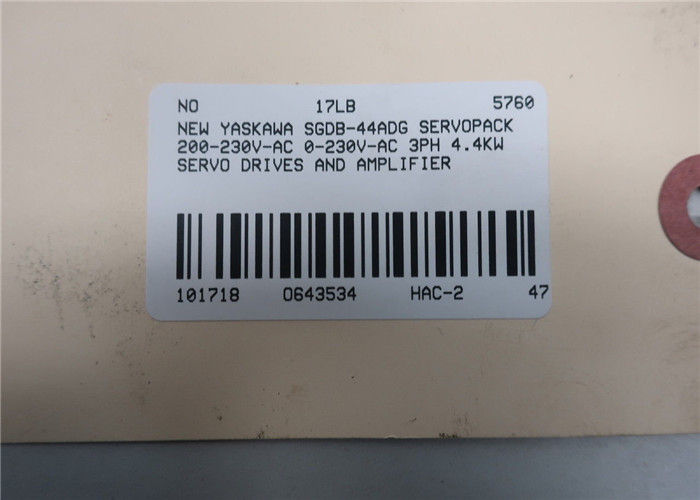 NO 17LB 5760
NEW YASKAWA SGDB-44ADG SERVOPACK
200-230V-AC 0-230V-AC 3PH 4.4KW
SERVO DRIVES AND AMPLIFIER
101718 0643534 HAC-2 47